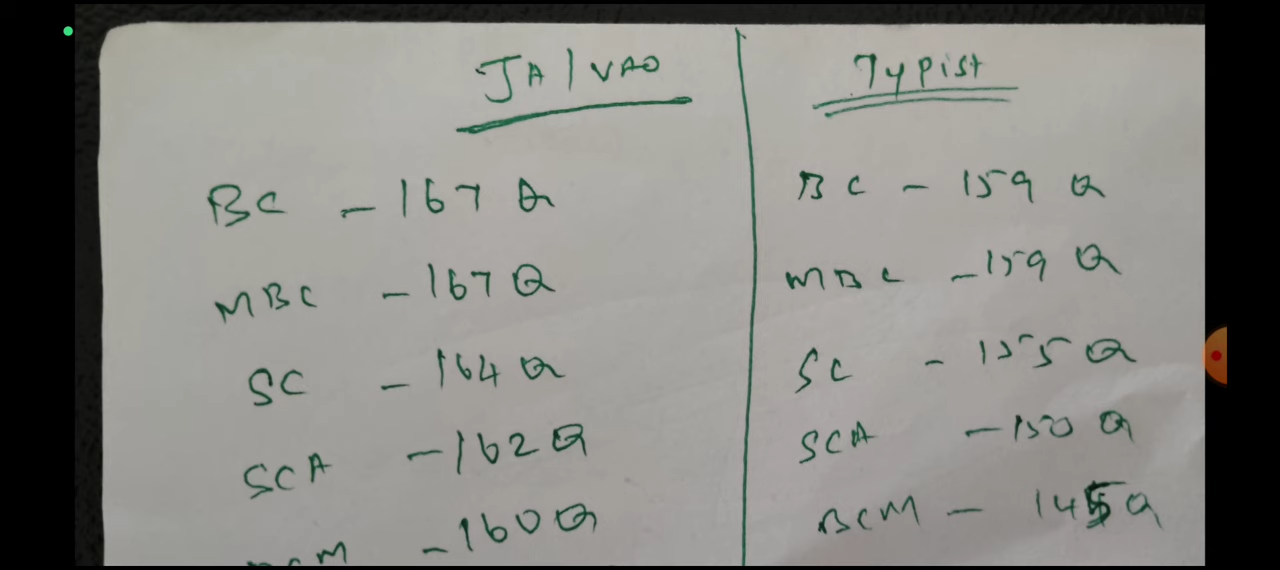 JA / VAO
BC - 167 Q
MBC - 167 Q
SC - 164 Q
SCA - 162 Q
BCM - 160 Q
Typist
BC - 159 Q
MBC - 159 Q
SC - 155 Q
SCA - 150 Q
BCM - 145 Q